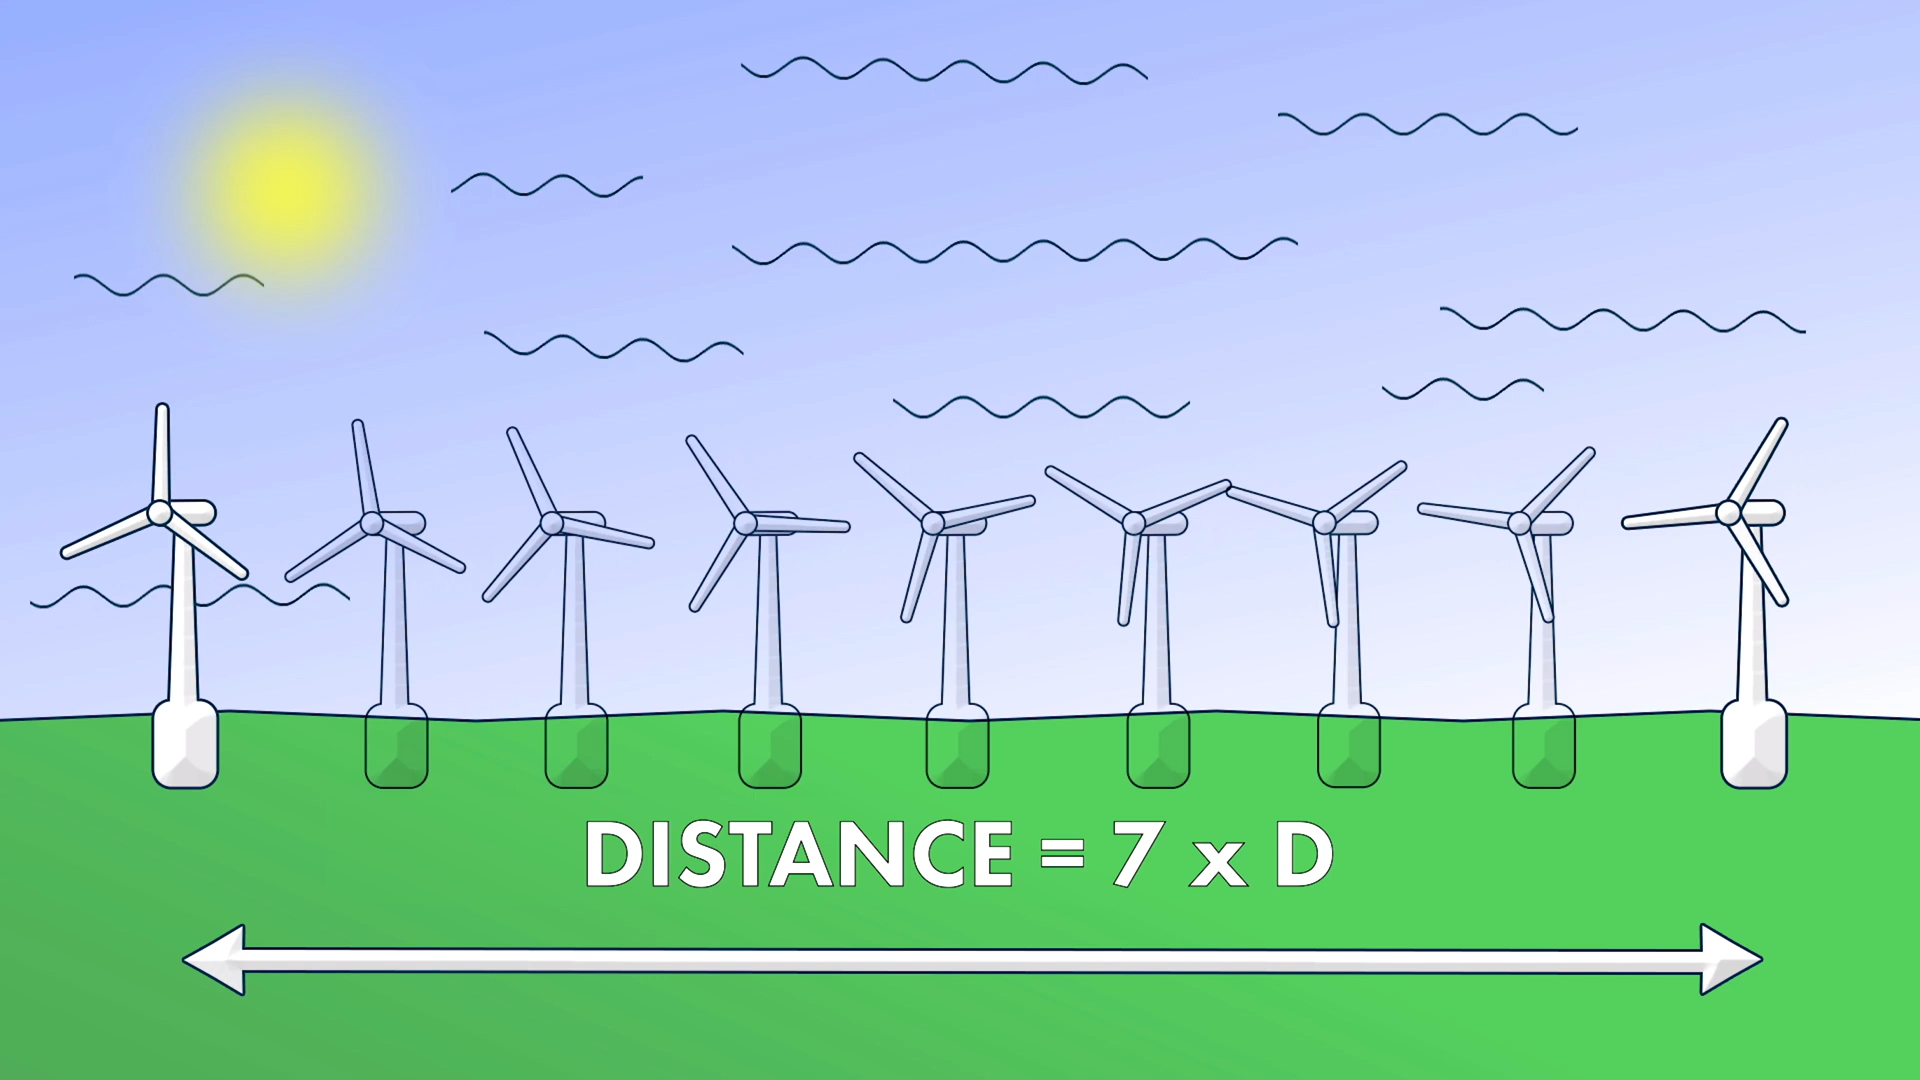 DISTANCE = 7 x D